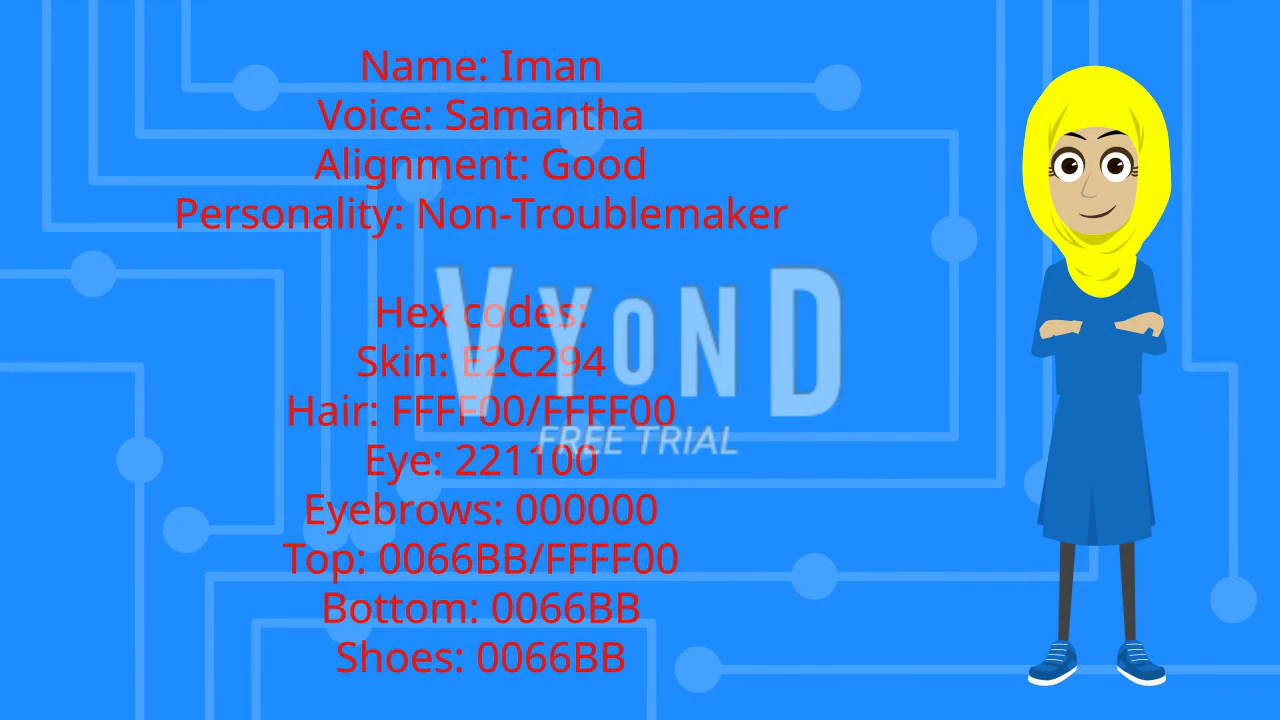 Name: Iman
Voice: Samantha
Alignment: Good
Personality: Non-Troublemaker
Hex codes:
Skin: E2C294
Hair: FFFF00/FFFF00
Eye: 221100
Eyebrows: 000000
Top: 0066BB/FFFF00
Bottom: 0066BB
Shoes: 0066BB
VYOND
FREE TRIAL